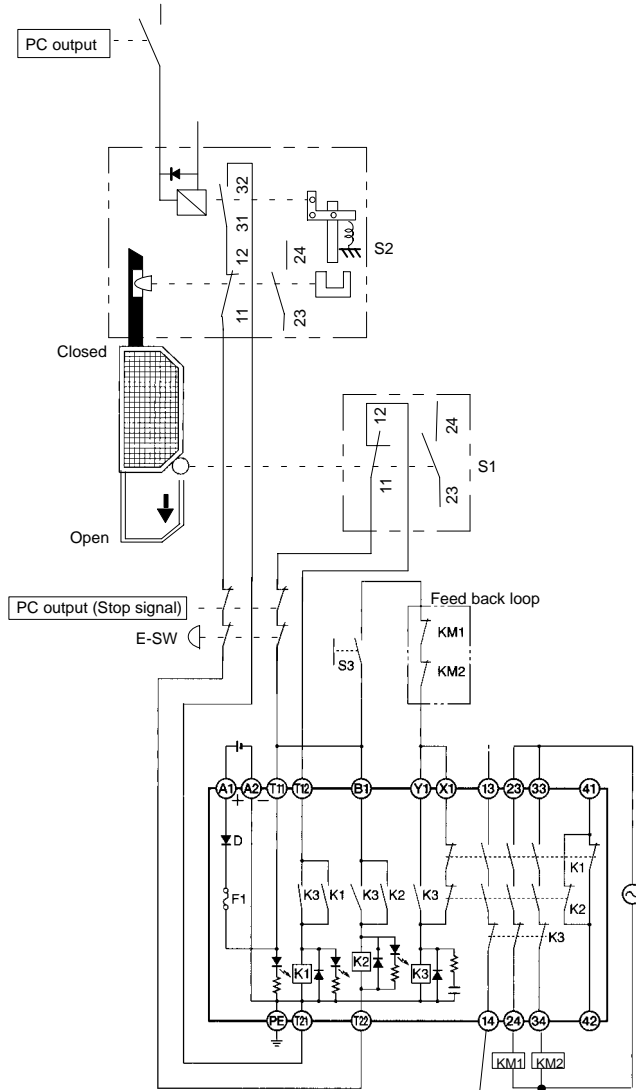 PC output
32
31
12
24
S2
11
23
Closed
Open
12
24
11
23
S1
PC output (Stop signal)
E-SW
Feed back loop
KM1
KM2
S3
A1 A2 T11 T12 B1 Y1 X1 13 23 33 41
+ −
D
F1
K3 K1 K3 K2 K3
K1
K2
K3
K1 K2 K3
PE T21 T22 14 24 34 42
KM1 KM2